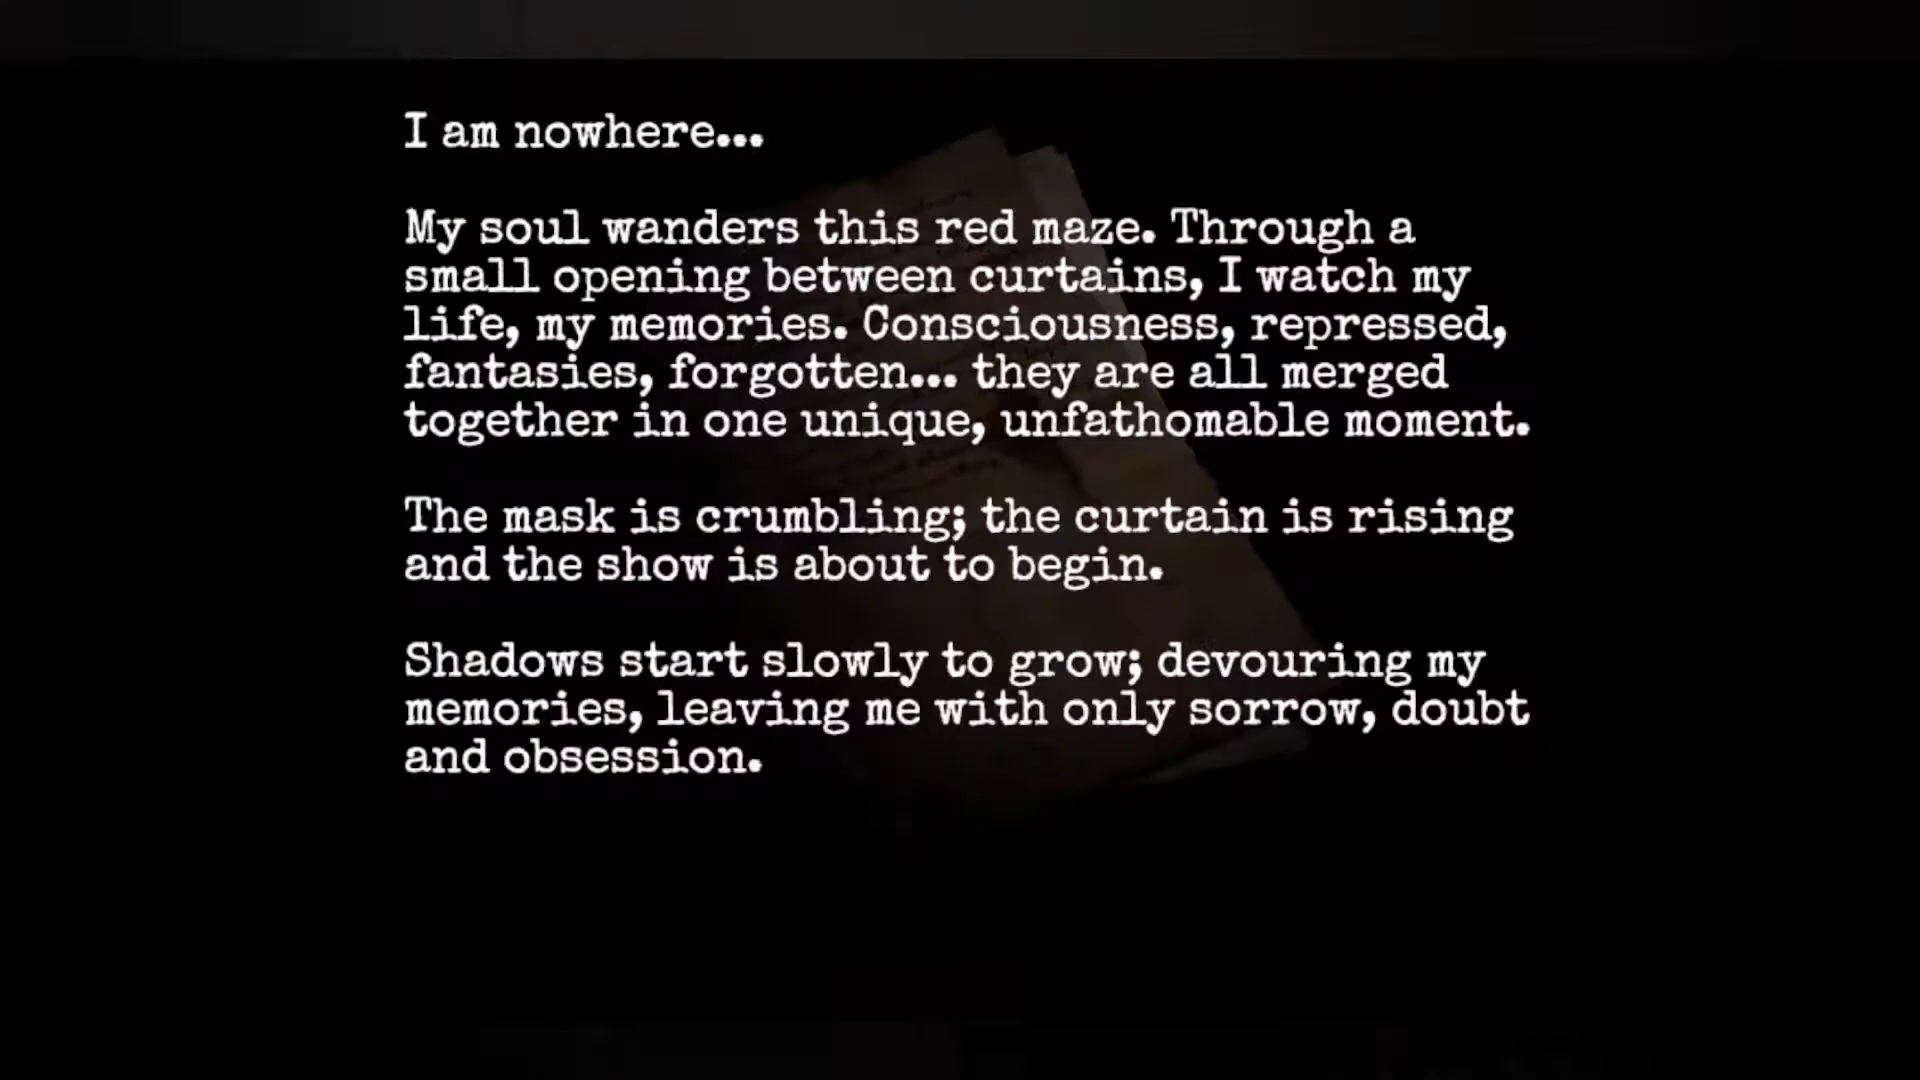 I am nowhere...
My soul wanders this red maze. Through a
small opening between curtains, I watch my
life, my memories. Consciousness, repressed,
fantasies, forgotten... they are all merged
together in one unique, unfathomable moment.
The mask is crumbling; the curtain is rising
and the show is about to begin.
Shadows start slowly to grow; devouring my
memories, leaving me with only sorrow, doubt
and obsession.